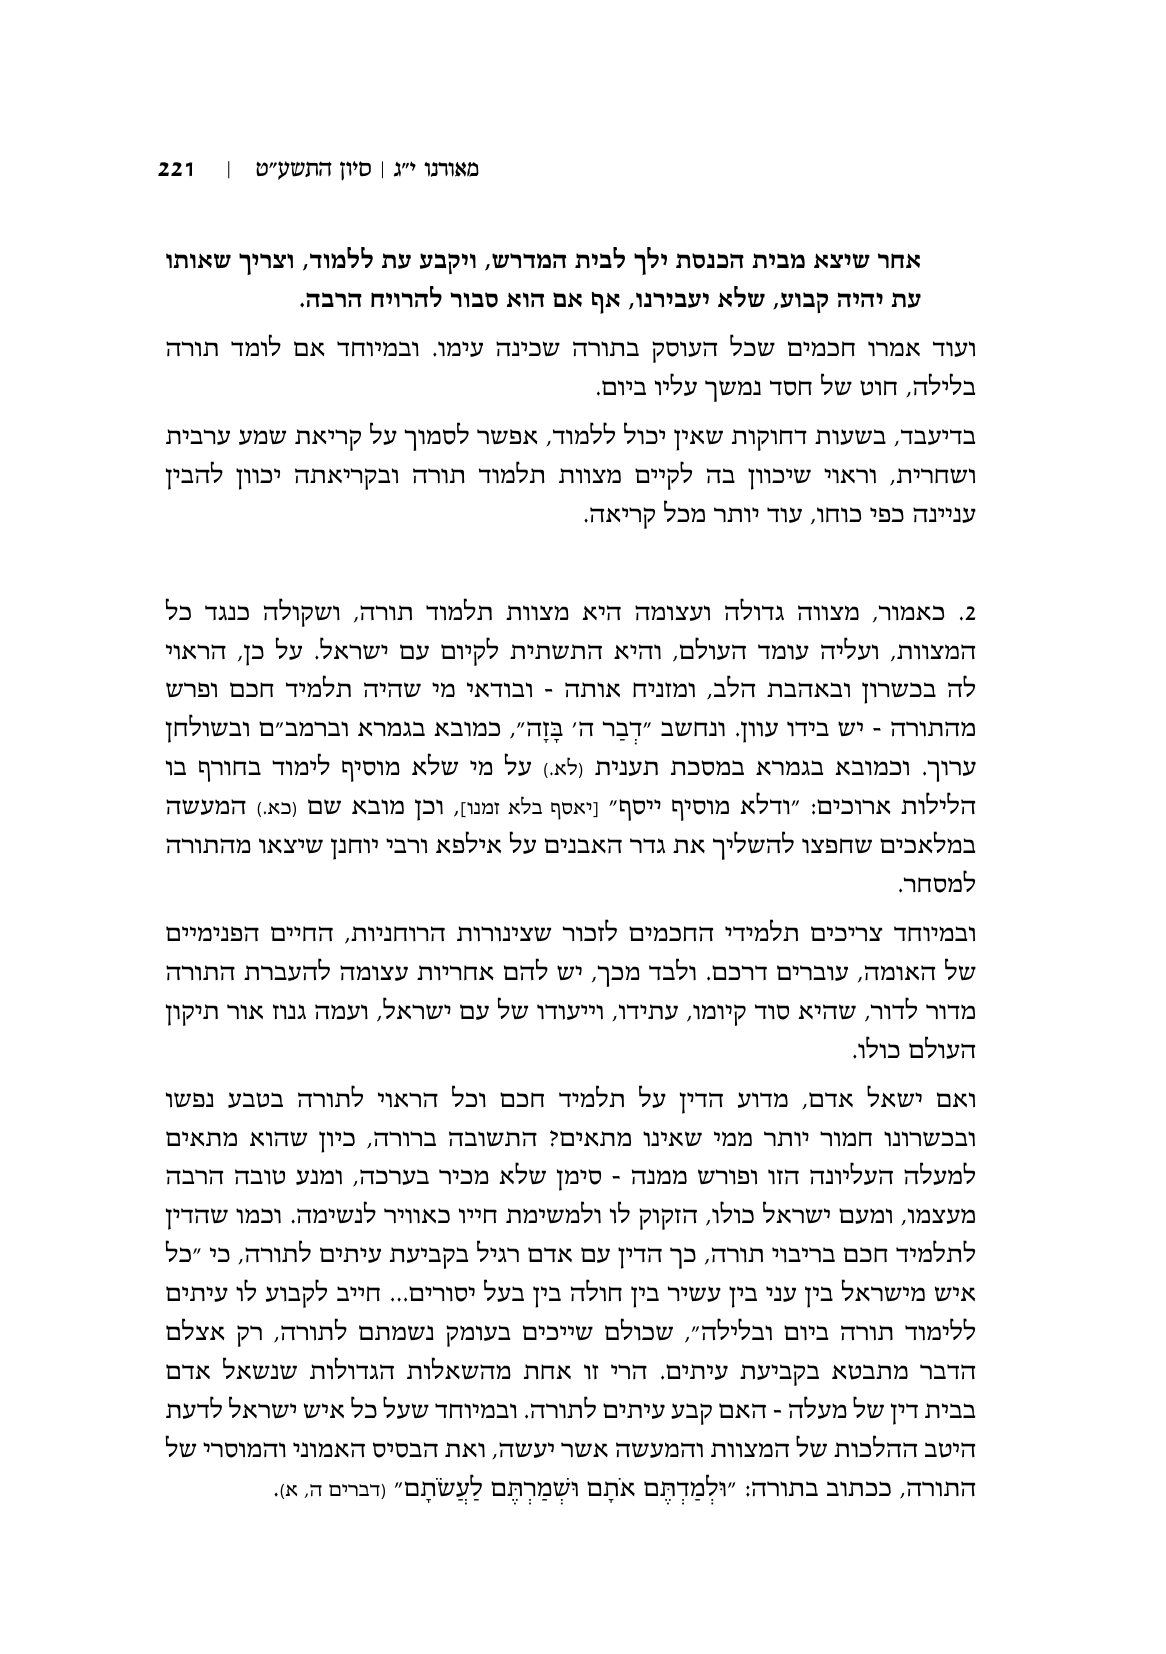 מאורנו י״ג | סיון התשע״ט | 221
אחר שיצא מבית הכנסת ילך לבית המדרש, ויקבע עת ללמוד, וצריך שאותו
עת יהיה קבוע, שלא יעבירנו, אף אם הוא סבור להרויח הרבה.
ועוד אמרו חכמים שכל העוסק בתורה שכינה עימו. ובמיוחד אם לומד תורה
בלילה, חוט של חסד נמשך עליו ביום.
בדיעבד, בשעות דחוקות שאין יכול ללמוד, אפשר לסמוך על קריאת שמע ערבית
ושחרית, וראוי שיכוון בה לקיים מצוות תלמוד תורה ובקריאתה יכוון להבין
עניינה כפי כוחו, עוד יותר מכל קריאה.
2. כאמור, מצווה גדולה ועצומה היא מצוות תלמוד תורה, ושקולה כנגד כל
המצוות, ועליה עומד העולם, והיא התשתית לקיום עם ישראל. על כן, הראוי
לה בכשרון ובאהבת הלב, ומזניח אותה - ובודאי מי שהיה תלמיד חכם ופרש
מהתורה - יש בידו עוון. ונחשב ״דְבַר ה׳ בָּזָה״, כמובא בגמרא וברמב״ם ובשולחן
ערוך. וכמובא בגמרא במסכת תענית (לא.) על מי שלא מוסיף לימוד בחורף בו
הלילות ארוכים: ״ודלא מוסיף ייסף״ [יאסף בלא זמנו], וכן מובא שם (כא.) המעשה
במלאכים שחפצו להשליך את גדר האבנים על אילפא ורבי יוחנן שיצאו מהתורה
למסחר.
ובמיוחד צריכים תלמידי החכמים לזכור שצינורות הרוחניות, החיים הפנימיים
של האומה, עוברים דרכם. ולבד מכך, יש להם אחריות עצומה להעברת התורה
מדור לדור, שהיא סוד קיומו, עתידו, וייעודו של עם ישראל, ועמה גנוז אור תיקון
העולם כולו.
ואם ישאל אדם, מדוע הדין על תלמיד חכם וכל הראוי לתורה בטבע נפשו
ובכשרונו חמור יותר ממי שאינו מתאים? התשובה ברורה, כיון שהוא מתאים
למעלה העליונה הזו ופורש ממנה - סימן שלא מכיר בערכה, ומנע טובה הרבה
מעצמו, ומעם ישראל כולו, הזקוק לו ולמשימת חייו כאוויר לנשימה. וכמו שהדין
לתלמיד חכם בריבוי תורה, כך הדין עם אדם רגיל בקביעת עיתים לתורה, כי ״כל
איש מישראל בין עני בין עשיר בין חולה בין בעל יסורים... חייב לקבוע לו עיתים
ללימוד תורה ביום ובלילה״, שכולם שייכים בעומק נשמתם לתורה, רק אצלם
הדבר מתבטא בקביעת עיתים. הרי זו אחת מהשאלות הגדולות שנשאל אדם
בבית דין של מעלה - האם קבע עיתים לתורה. ובמיוחד שעל כל איש ישראל לדעת
היטב ההלכות של המצוות והמעשה אשר יעשה, ואת הבסיס האמוני והמוסרי של
התורה, ככתוב בתורה: ״וּלְמַדְתֶּם אֹתָם וּשְׁמַרְתֶּם לַעֲשֹׂתָם״ (דברים ה, א).